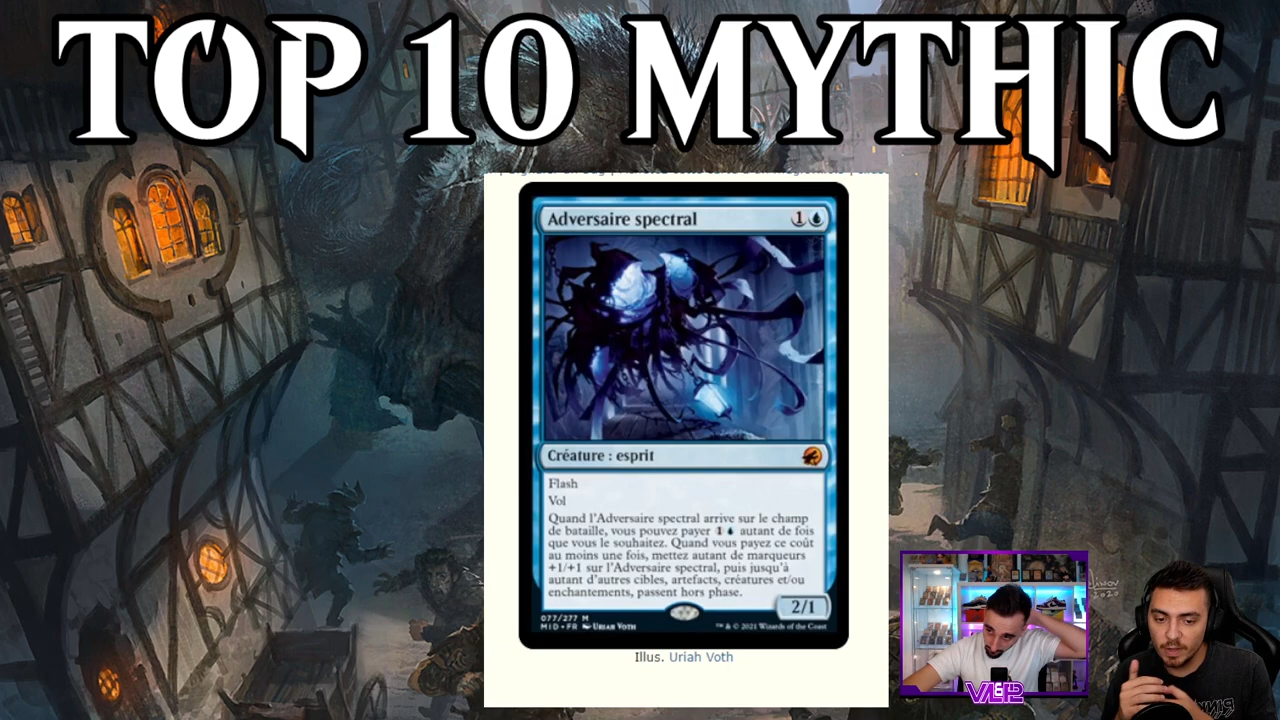 TOP 10 MYTHIC
Adversaire spectral 1
Créature : esprit
Flash
Vol
Quand l'Adversaire spectral arrive sur le champ
de bataille, vous pouvez payer 1 autant de fois
que vous le souhaitez. Quand vous payez ce coût
au moins une fois, mettez autant de marqueurs
+1/+1 sur l'Adversaire spectral, puis jusqu'à
autant d'autres cibles, artefacts, créatures et/ou
enchantements, passent hors phase.
2/1
077/277 M
MID • FR Uriah Voth
™ & © 2021 Wizards of the Coast
Illus. Uriah Voth
2020